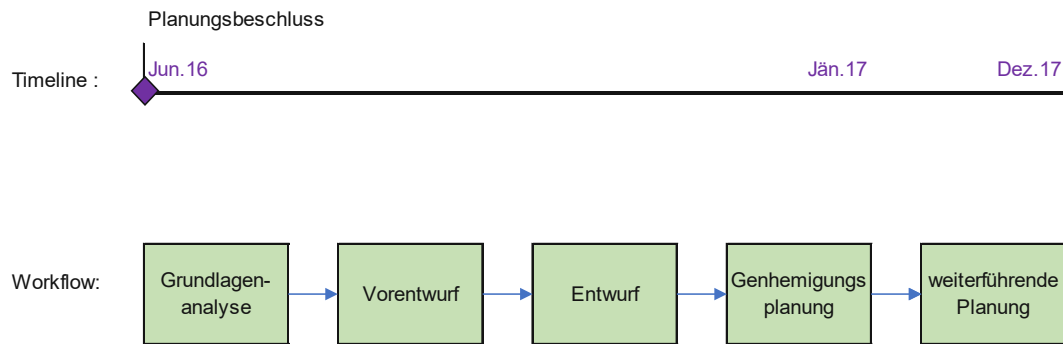 Planungsbeschluss
Timeline :
Jun.16
Jän.17
Dez.17
Workflow:
Grundlagen-
analyse
Vorentwurf
Entwurf
Genhemigungs
planung
weiterführende
Planung